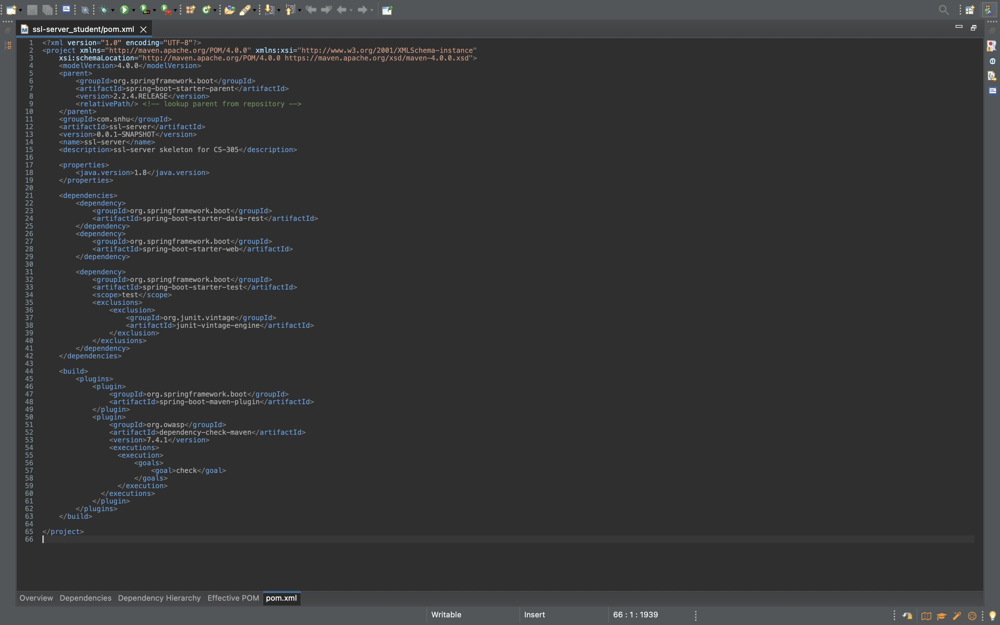 ssl-server_student/pom.xml
1 <?xml version="1.0" encoding="UTF-8"?>
2 <project xmlns="http://maven.apache.org/POM/4.0.0" xmlns:xsi="http://www.w3.org/2001/XMLSchema-instance"
3 xsi:schemaLocation="http://maven.apache.org/POM/4.0.0 https://maven.apache.org/xsd/maven-4.0.0.xsd">
4 <modelVersion>4.0.0</modelVersion>
5 <parent>
6 <groupId>org.springframework.boot</groupId>
7 <artifactId>spring-boot-starter-parent</artifactId>
8 <version>2.2.4.RELEASE</version>
9 <relativePath/> <!-- lookup parent from repository -->
10 </parent>
11 <groupId>com.snhu</groupId>
12 <artifactId>ssl-server</artifactId>
13 <version>0.0.1-SNAPSHOT</version>
14 <name>ssl-server</name>
15 <description>ssl-server skeleton for CS-305</description>
16
17 <properties>
18 <java.version>1.8</java.version>
19 </properties>
20
21 <dependencies>
22 <dependency>
23 <groupId>org.springframework.boot</groupId>
24 <artifactId>spring-boot-starter-data-rest</artifactId>
25 </dependency>
26 <dependency>
27 <groupId>org.springframework.boot</groupId>
28 <artifactId>spring-boot-starter-web</artifactId>
29 </dependency>
30
31 <dependency>
32 <groupId>org.springframework.boot</groupId>
33 <artifactId>spring-boot-starter-test</artifactId>
34 <scope>test</scope>
35 <exclusions>
36 <exclusion>
37 <groupId>org.junit.vintage</groupId>
38 <artifactId>junit-vintage-engine</artifactId>
39 </exclusion>
40 </exclusions>
41 </dependency>
42 </dependencies>
43
44 <build>
45 <plugins>
46 <plugin>
47 <groupId>org.springframework.boot</groupId>
48 <artifactId>spring-boot-maven-plugin</artifactId>
49 </plugin>
50 <plugin>
51 <groupId>org.owasp</groupId>
52 <artifactId>dependency-check-maven</artifactId>
53 <version>7.4.1</version>
54 <executions>
55 <execution>
56 <goals>
57 <goal>check</goal>
58 </goals>
59 </execution>
60 </executions>
61 </plugin>
62 </plugins>
63 </build>
64
65 </project>
66
Overview Dependencies Dependency Hierarchy Effective POM pom.xml
Writable Insert 66 : 1 : 1939